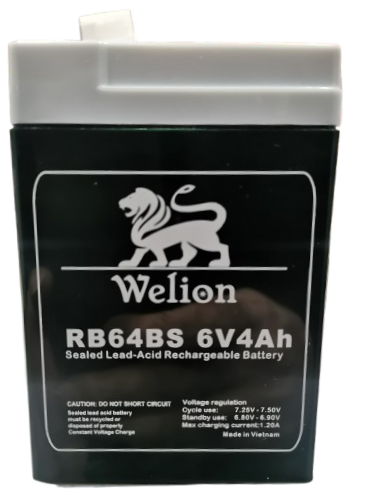 Welion
RB64BS 6V4Ah
Sealed Lead-Acid Rechargeable Battery
CAUTION: DO NOT SHORT CIRCUIT
Sealed lead acid battery
must be recycled or
disposed of properly
Constant Voltage Charge
Voltage regulation
Cycle use: 7.25V - 7.50V
Standby use: 6.80V - 6.90V
Max charging current:1.20A
Made in Vietnam